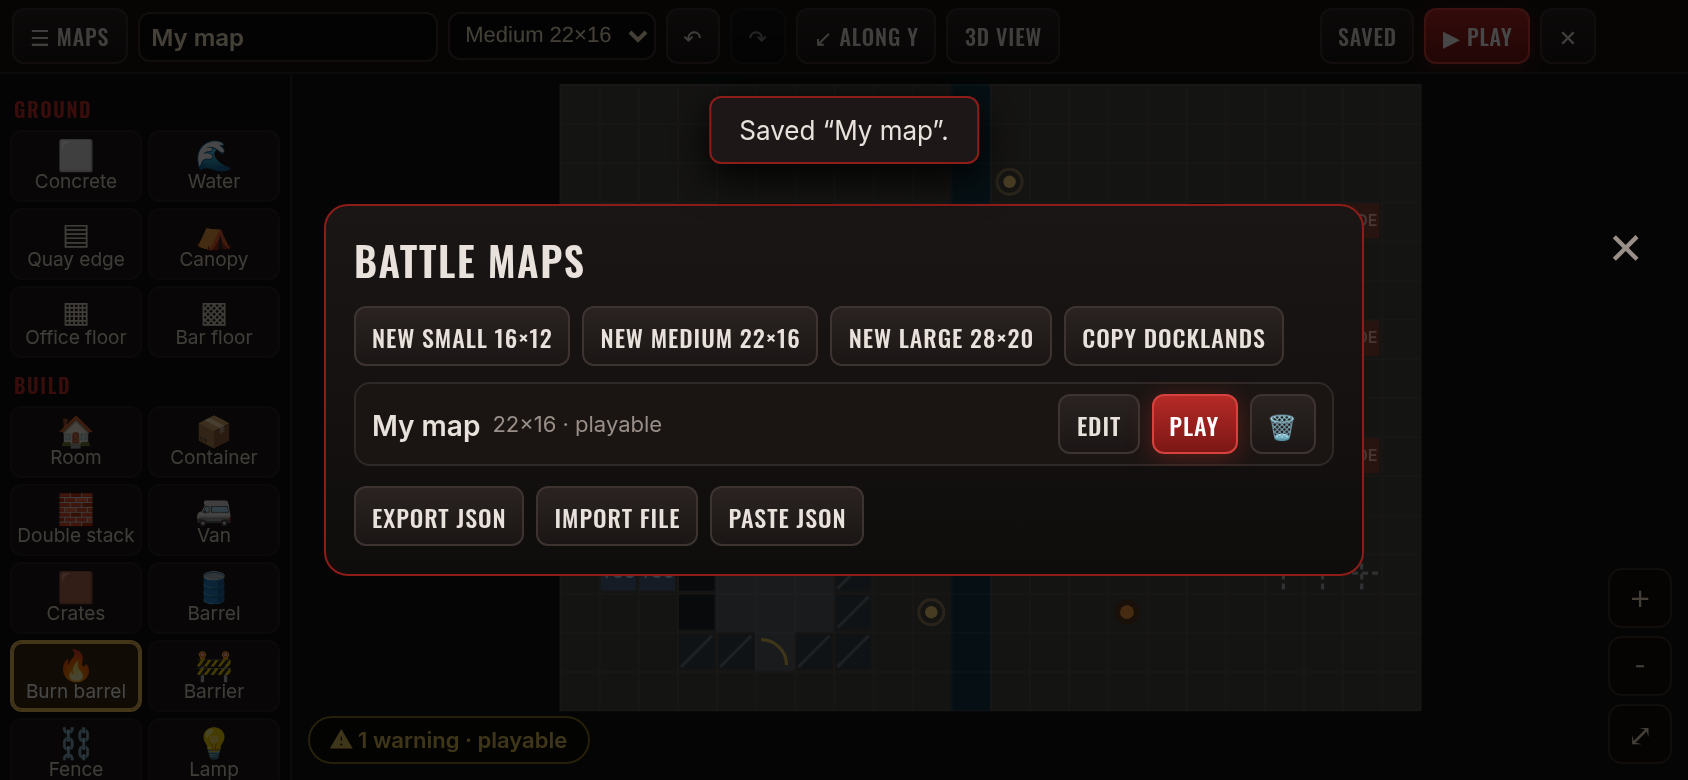 ☰ MAPS
My map
Medium 22×16
↶
↷
↙ ALONG Y
3D VIEW
SAVED
▶ PLAY
×
GROUND
Concrete
Water
Quay edge
Canopy
Office floor
Bar floor
BUILD
Room
Container
Double stack
Van
Crates
Barrel
Burn barrel
Barrier
Fence
Lamp
Saved “My map”.
BATTLE MAPS
NEW SMALL 16×12
NEW MEDIUM 22×16
NEW LARGE 28×20
COPY DOCKLANDS
My map 22×16 · playable
EDIT
PLAY
EXPORT JSON
IMPORT FILE
PASTE JSON
DE
DE
DE
✕
+
-
⤢
⚠ 1 warning · playable